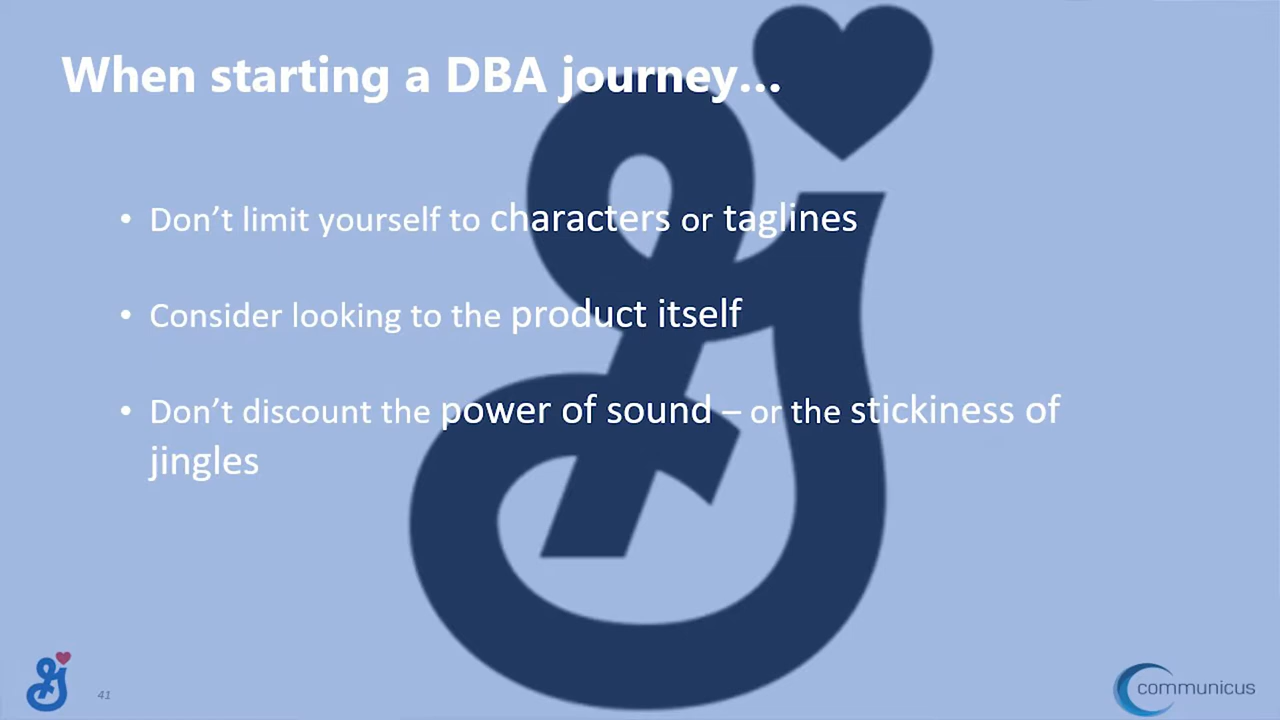 When starting a DBA journey...
• Don’t limit yourself to characters or taglines
• Consider looking to the product itself
• Don’t discount the power of sound – or the stickiness of
jingles
41
communicus